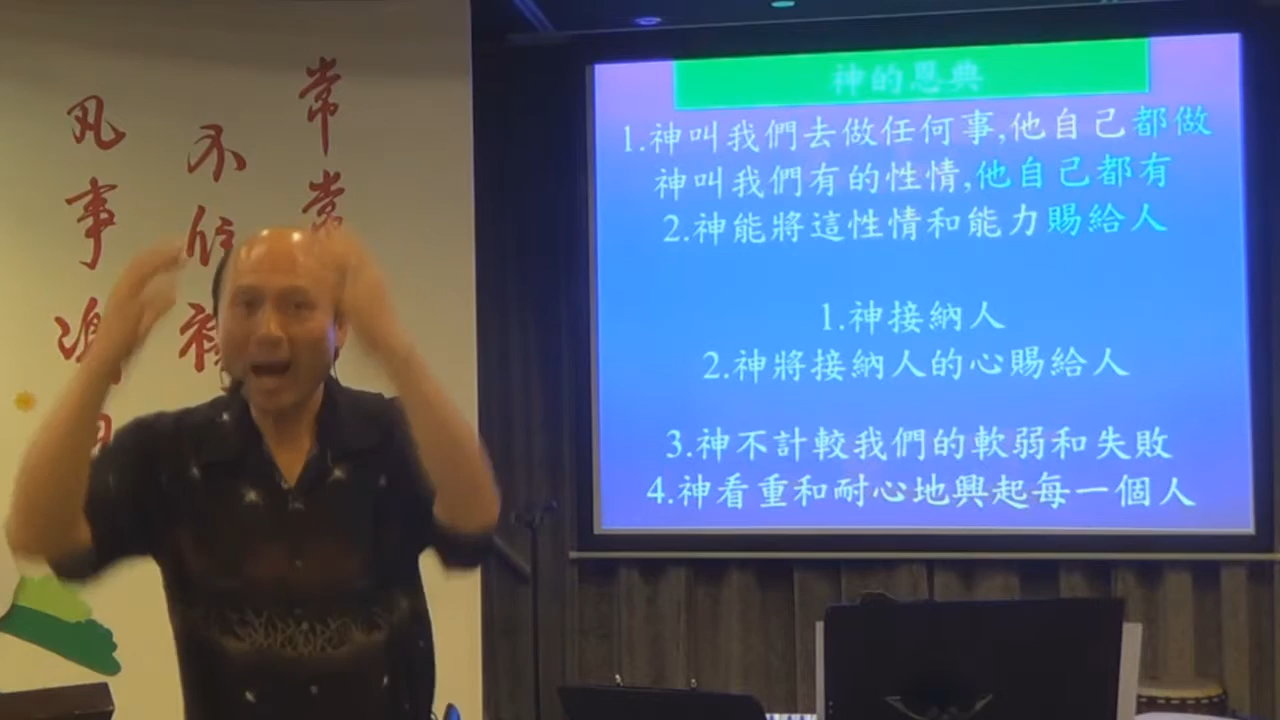 常常
不住禱
凡事
神的恩典
1.神叫我們去做任何事,他自己都做
神叫我們有的性情,他自己都有
2.神能將這性情和能力賜給人
1.神接納人
2.神將接納人的心賜給人
3.神不計較我們的軟弱和失敗
4.神看重和耐心地興起每一個人